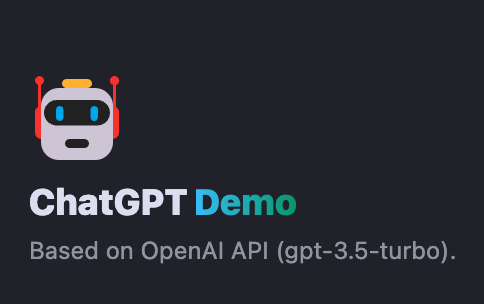 ChatGPT Demo
Based on OpenAI API (gpt-3.5-turbo).